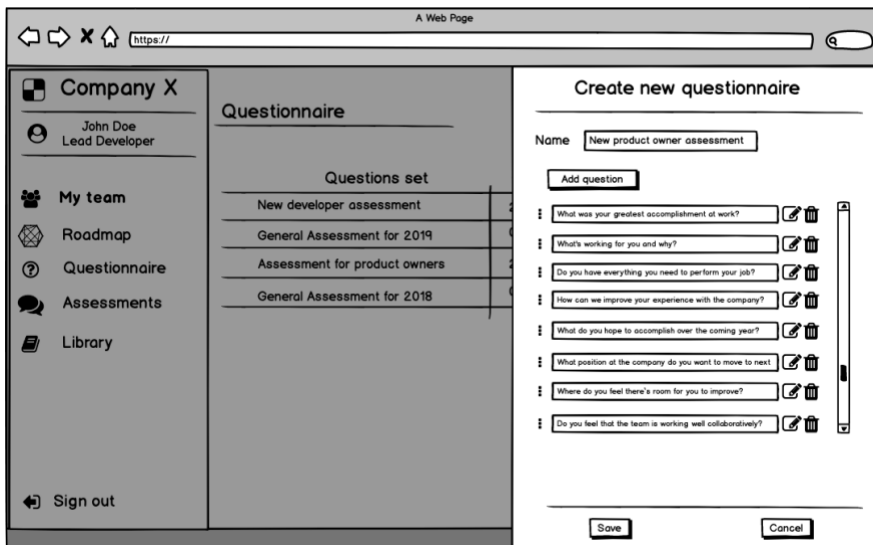 A Web Page
https://
Company X
John Doe
Lead Developer
My team
Roadmap
Questionnaire
Assessments
Library
Sign out
Questionnaire
Questions set
New developer assessment
General Assessment for 2019
Assessment for product owners
General Assessment for 2018
Create new questionnaire
Name New product owner assessment
Add question
What was your greatest accomplishment at work?
What's working for you and why?
Do you have everything you need to perform your job?
How can we improve your experience with the company?
What do you hope to accomplish over the coming year?
What position at the company do you want to move to next
Where do you feel there's room for you to improve?
Do you feel that the team is working well collaboratively?
Save Cancel